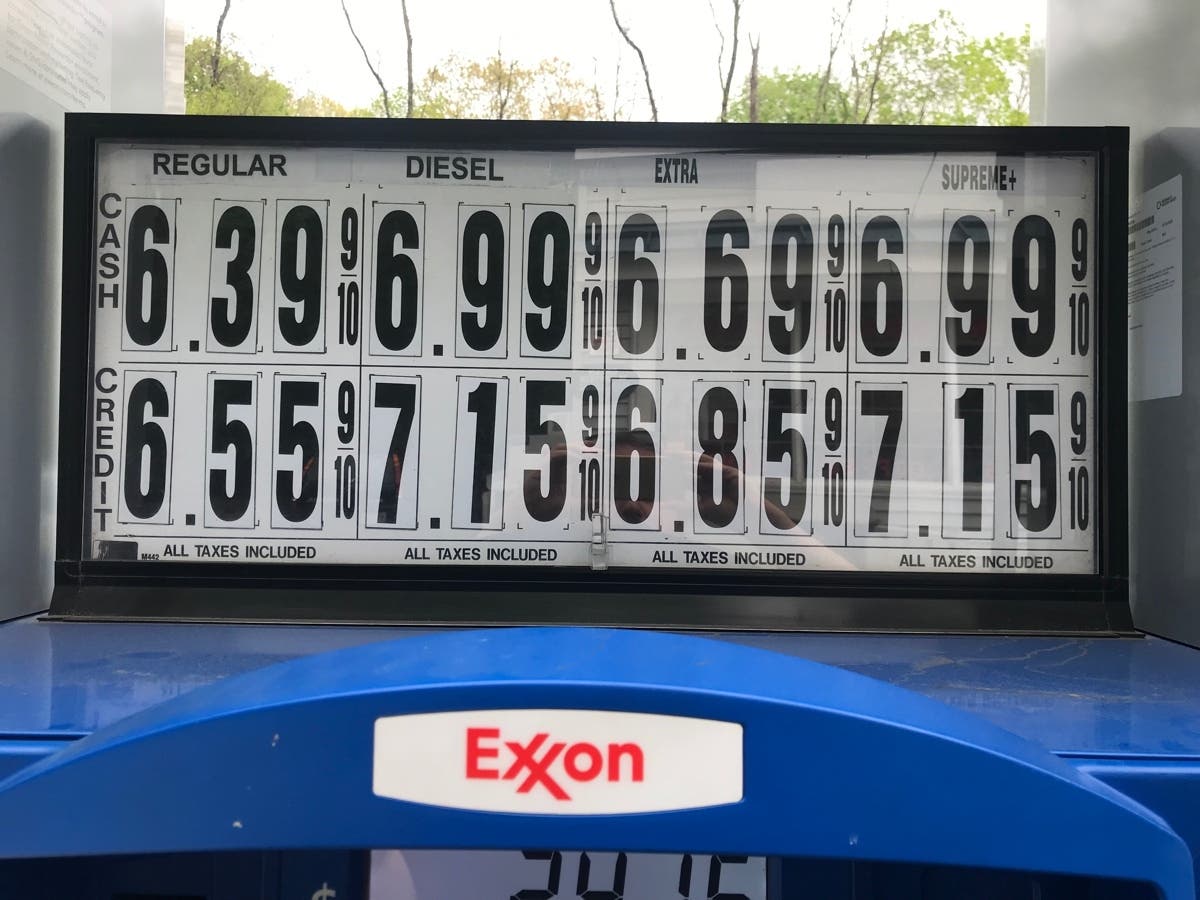 REGULAR DIESEL EXTRA SUPREME+
CASH 6.39 9/10 6.99 9/10 6.69 9/10 6.99 9/10
CREDIT 6.55 9/10 7.15 9/10 6.85 9/10 7.15 9/10
M442 ALL TAXES INCLUDED ALL TAXES INCLUDED ALL TAXES INCLUDED ALL TAXES INCLUDED
Exxon
$